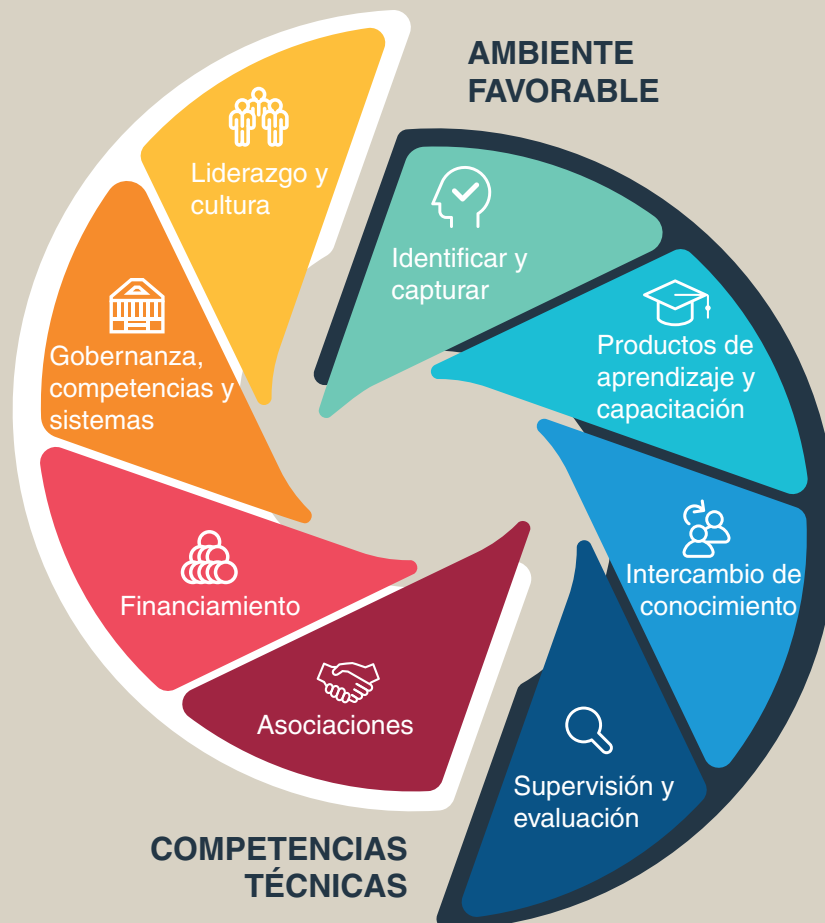 AMBIENTE
FAVORABLE
Liderazgo y
cultura
Identificar y
capturar
Gobernanza,
competencias y
sistemas
Productos de
aprendizaje y
capacitación
Financiamiento
Intercambio de
conocimiento
Asociaciones
Supervisión y
evaluación
COMPETENCIAS
TÉCNICAS